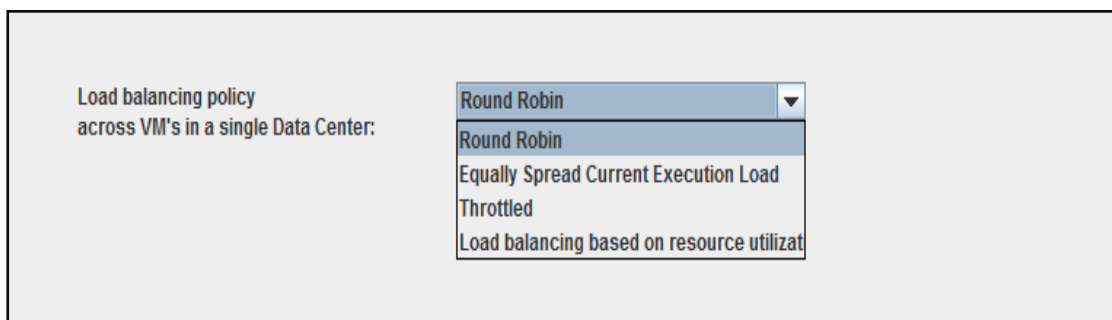 Load balancing policy
across VM's in a single Data Center:
Round Robin
Round Robin
Equally Spread Current Execution Load
Throttled
Load balancing based on resource utilizat